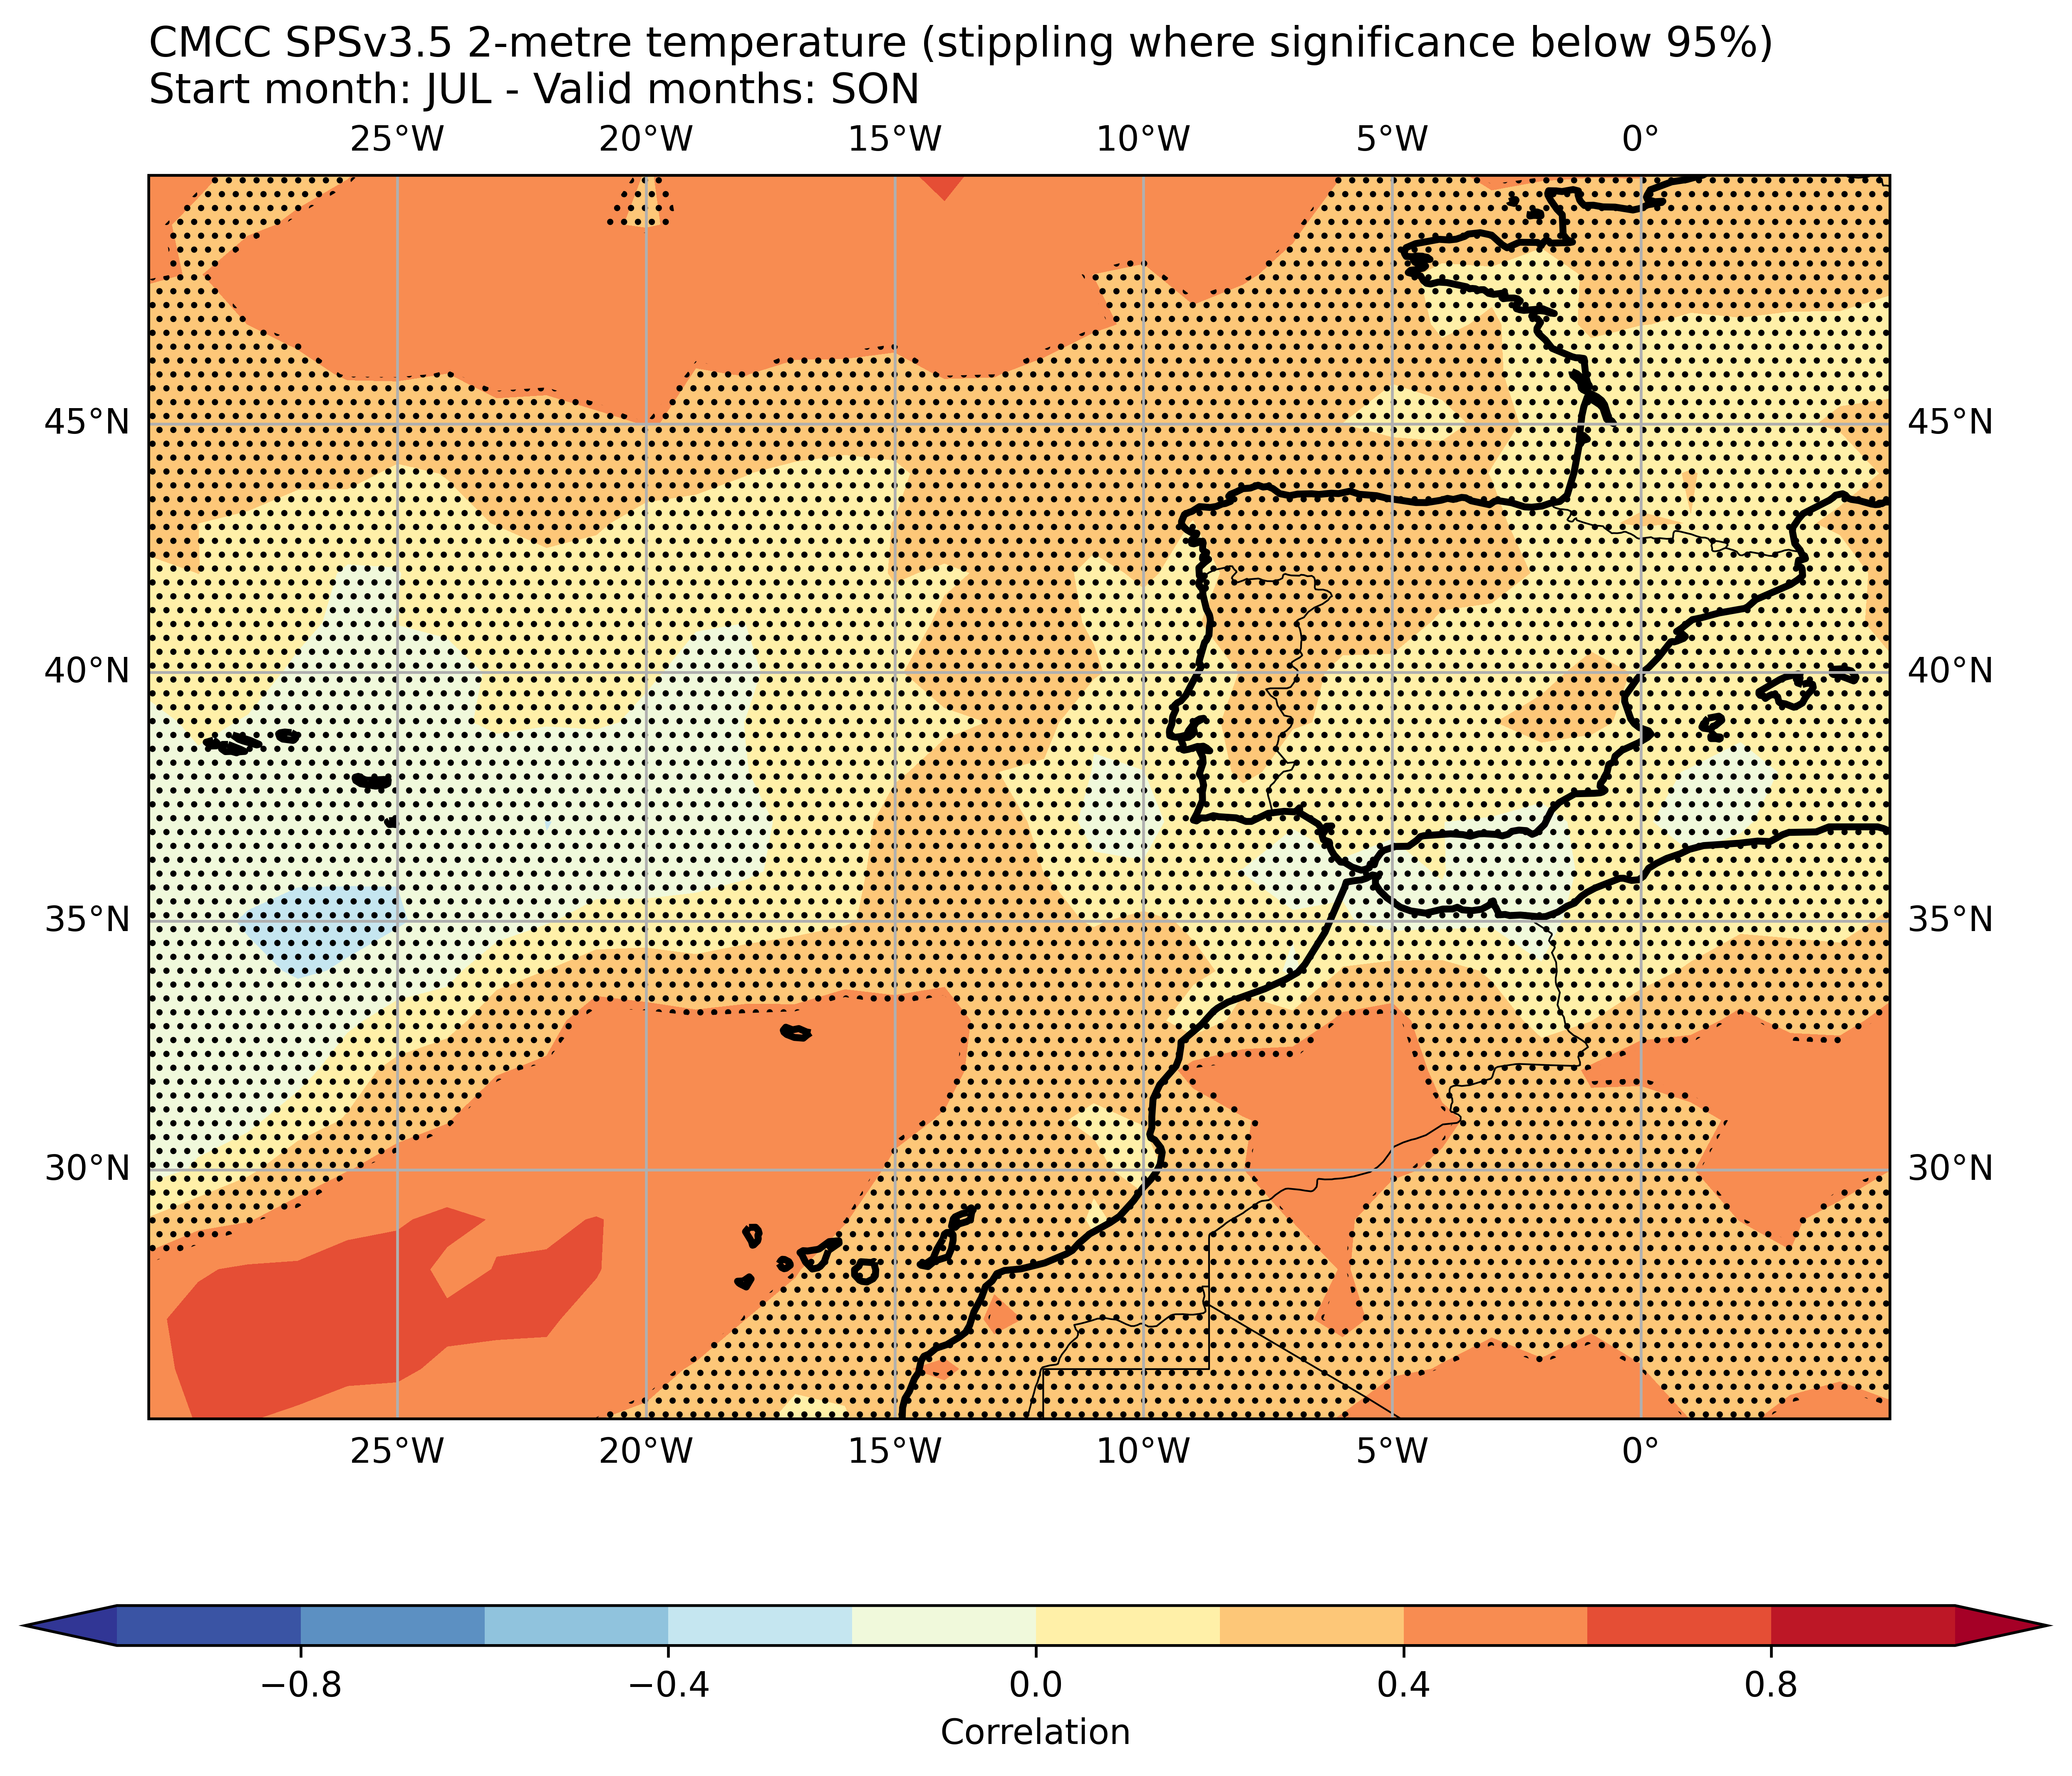 CMCC SPSv3.5 2-metre temperature (stippling where significance below 95%)
Start month: JUL - Valid months: SON
25°W 20°W 15°W 10°W 5°W 0°
45°N 45°N
40°N 40°N
35°N 35°N
30°N 30°N
25°W 20°W 15°W 10°W 5°W 0°
−0.8 −0.4 0.0 0.4 0.8
Correlation